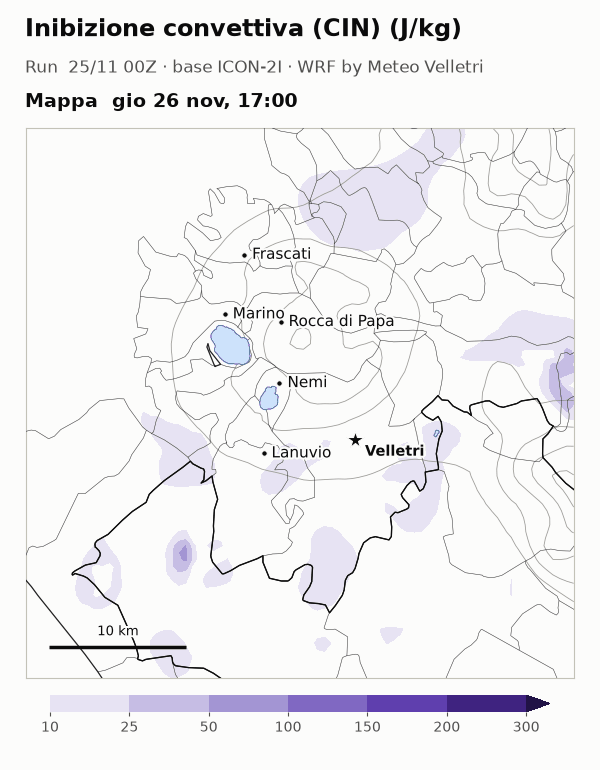 Inibizione convettiva (CIN) (J/kg)
Run 25/11 00Z · base ICON-2I · WRF by Meteo Velletri
Mappa gio 26 nov, 17:00
Frascati
Marino
Rocca di Papa
Nemi
Velletri
Lanuvio
10 km
10 25 50 100 150 200 300